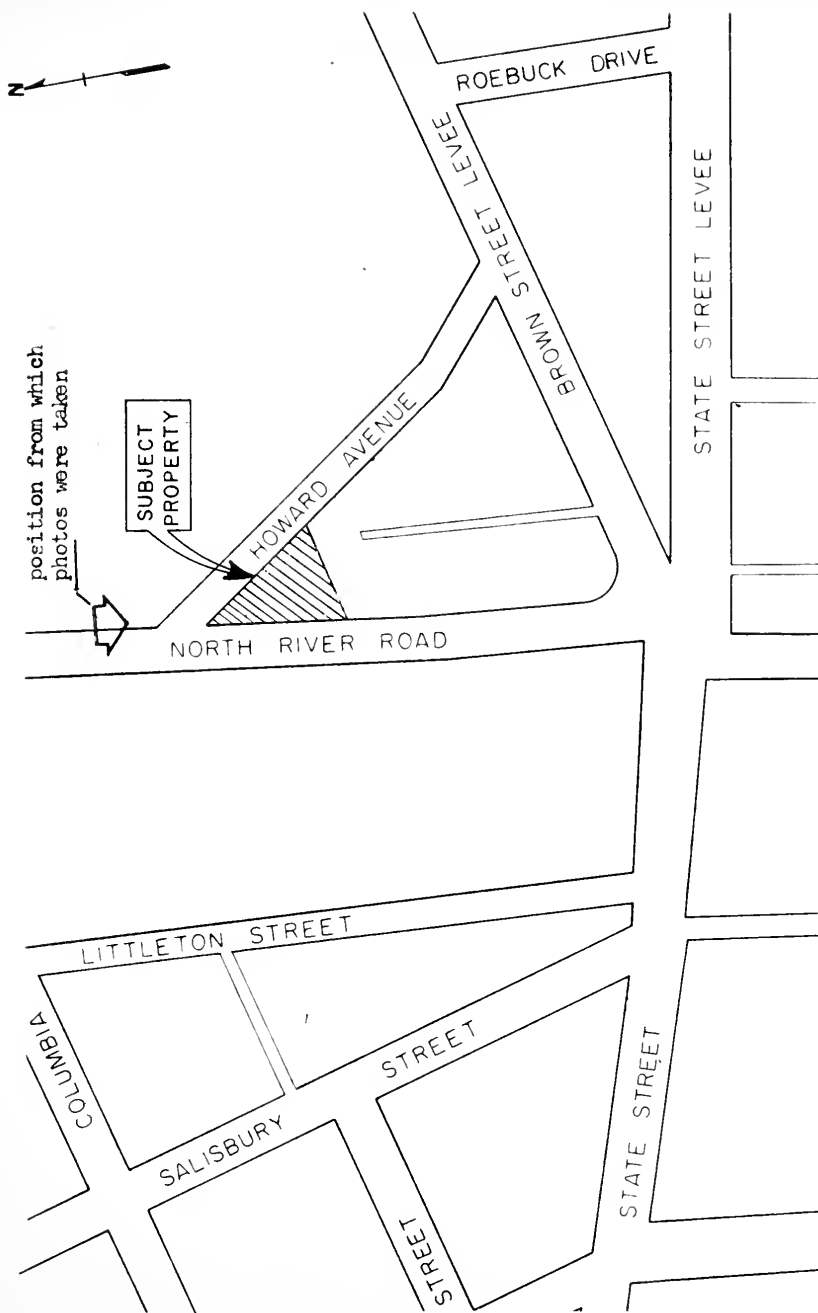 N
position from which
photos were taken
SUBJECT
PROPERTY
HOWARD AVENUE
NORTH RIVER ROAD
BROWN STREET LEVEE
ROEBUCK DRIVE
STATE STREET LEVEE
LITTLETON STREET
COLUMBIA
SALISBURY STREET
STREET
STATE STREET